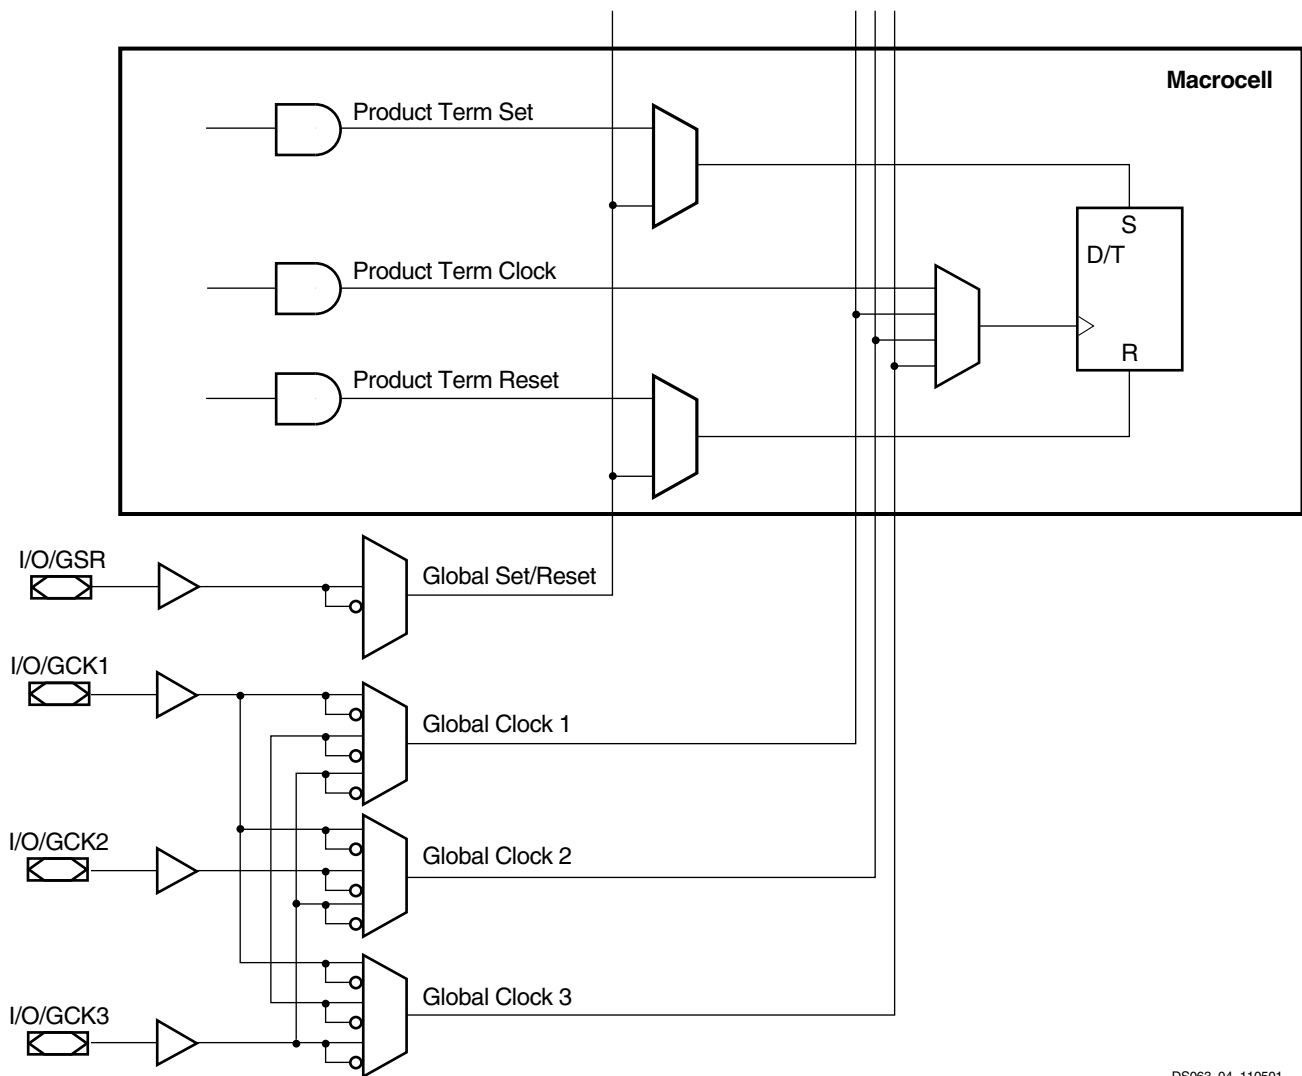 Macrocell
Product Term Set
S
D/T
Product Term Clock
R
Product Term Reset
I/O/GSR
Global Set/Reset
I/O/GCK1
Global Clock 1
I/O/GCK2
Global Clock 2
Global Clock 3
I/O/GCK3
DS063_04_110501